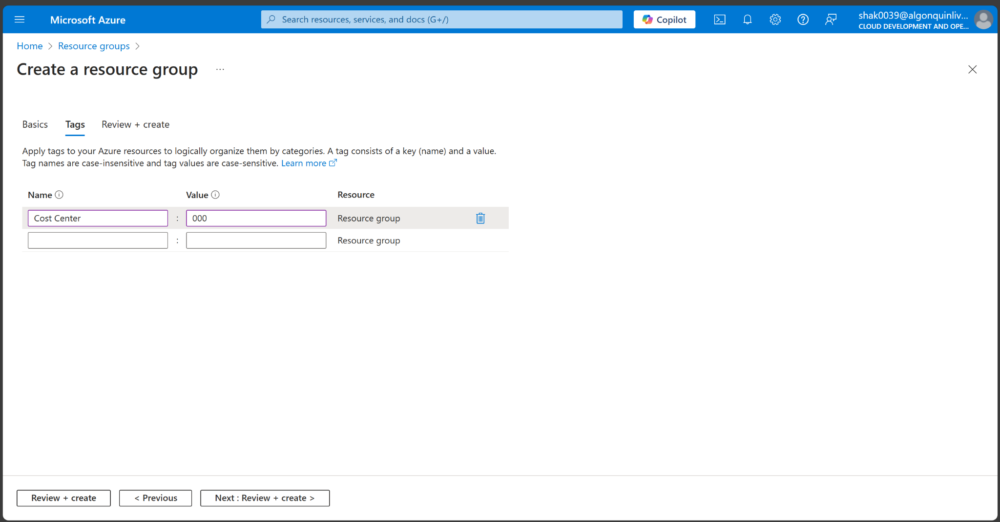 Microsoft Azure
Search resources, services, and docs (G+/)
Copilot
shak0039@algonquinliv...
CLOUD DEVELOPMENT AND OPE...
Home > Resource groups >
Create a resource group ...
Basics Tags Review + create
Apply tags to your Azure resources to logically organize them by categories. A tag consists of a key (name) and a value.
Tag names are case-insensitive and tag values are case-sensitive. Learn more
Name Value Resource
Cost Center : 000 Resource group
: Resource group
Review + create < Previous Next : Review + create >